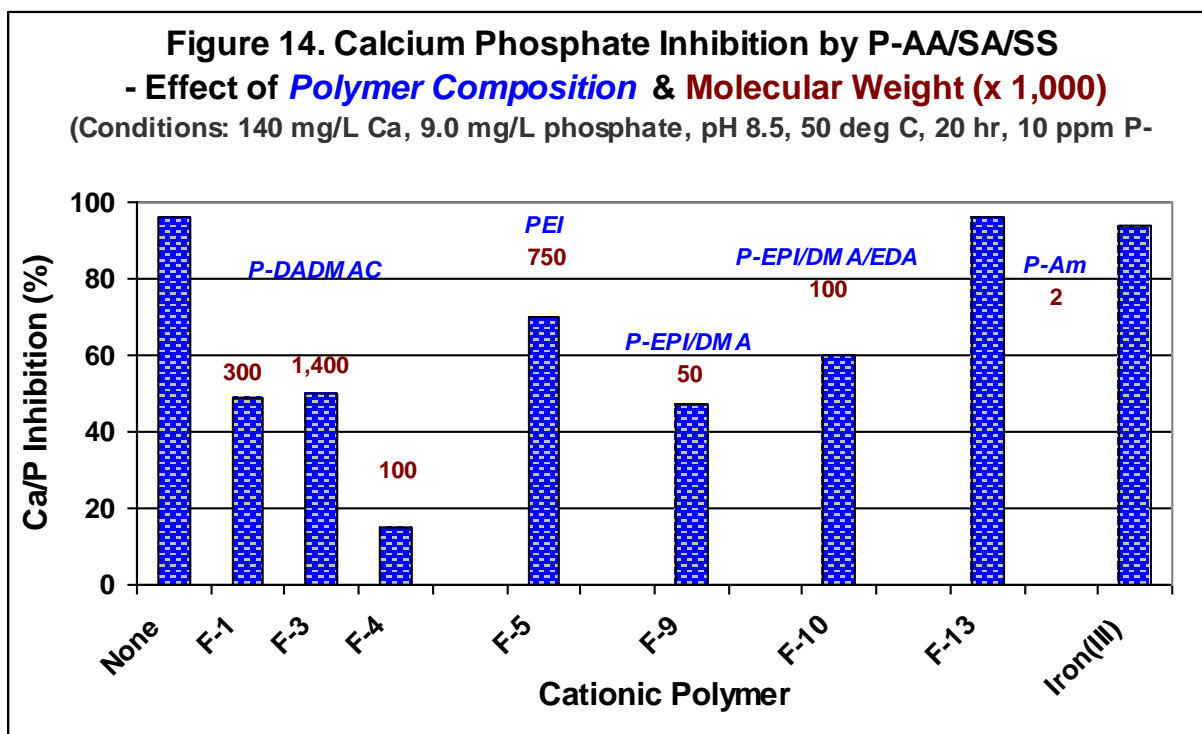 Figure 14. Calcium Phosphate Inhibition by P-AA/SA/SS
- Effect of Polymer Composition & Molecular Weight (x 1,000)
(Conditions: 140 mg/L Ca, 9.0 mg/L phosphate, pH 8.5, 50 deg C, 20 hr, 10 ppm P-
Ca/P Inhibition (%)
100
80
60
40
20
0
P-DADMAC
300
1,400
100
PEI
750
P-EPI/DMA
50
P-EPI/DMA/EDA
100
P-Am
2
None
F-1
F-3
F-4
F-5
F-9
F-10
F-13
Iron(III)
Cationic Polymer